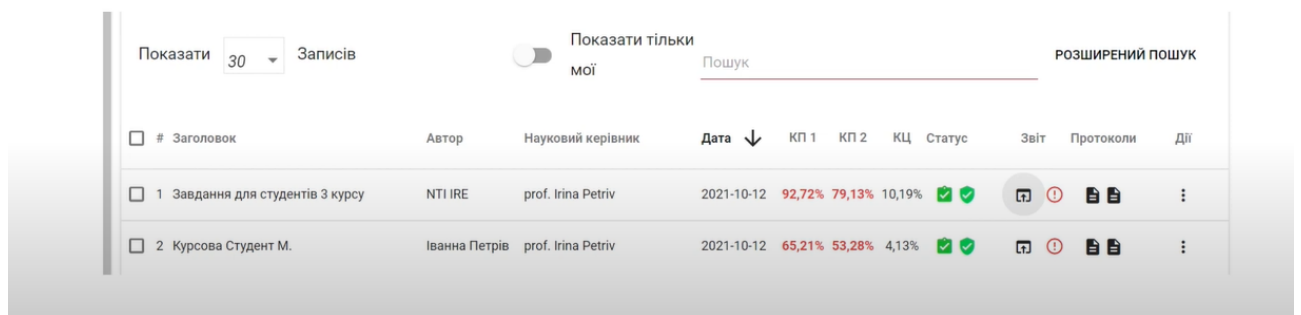 Показати 30 Записів
Показати тільки мої
Пошук
РОЗШИРЕНИЙ ПОШУК
# Заголовок Автор Науковий керівник Дата КП 1 КП 2 КЦ Статус Звіт Протоколи Дії
1 Завдання для студентів 3 курсу NTI IRE prof. Irina Petriv 2021-10-12 92,72% 79,13% 10,19%
2 Курсова Студент М. Іванна Петрів prof. Irina Petriv 2021-10-12 65,21% 53,28% 4,13%